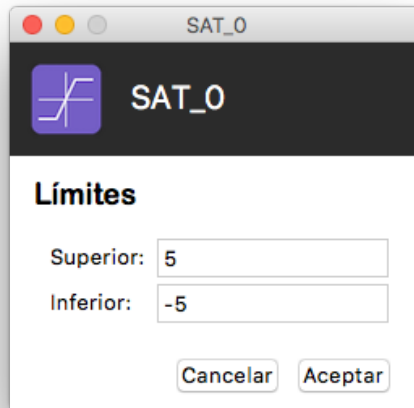 SAT_0
SAT_0
Límites
Superior: 5
Inferior: -5
Cancelar Aceptar